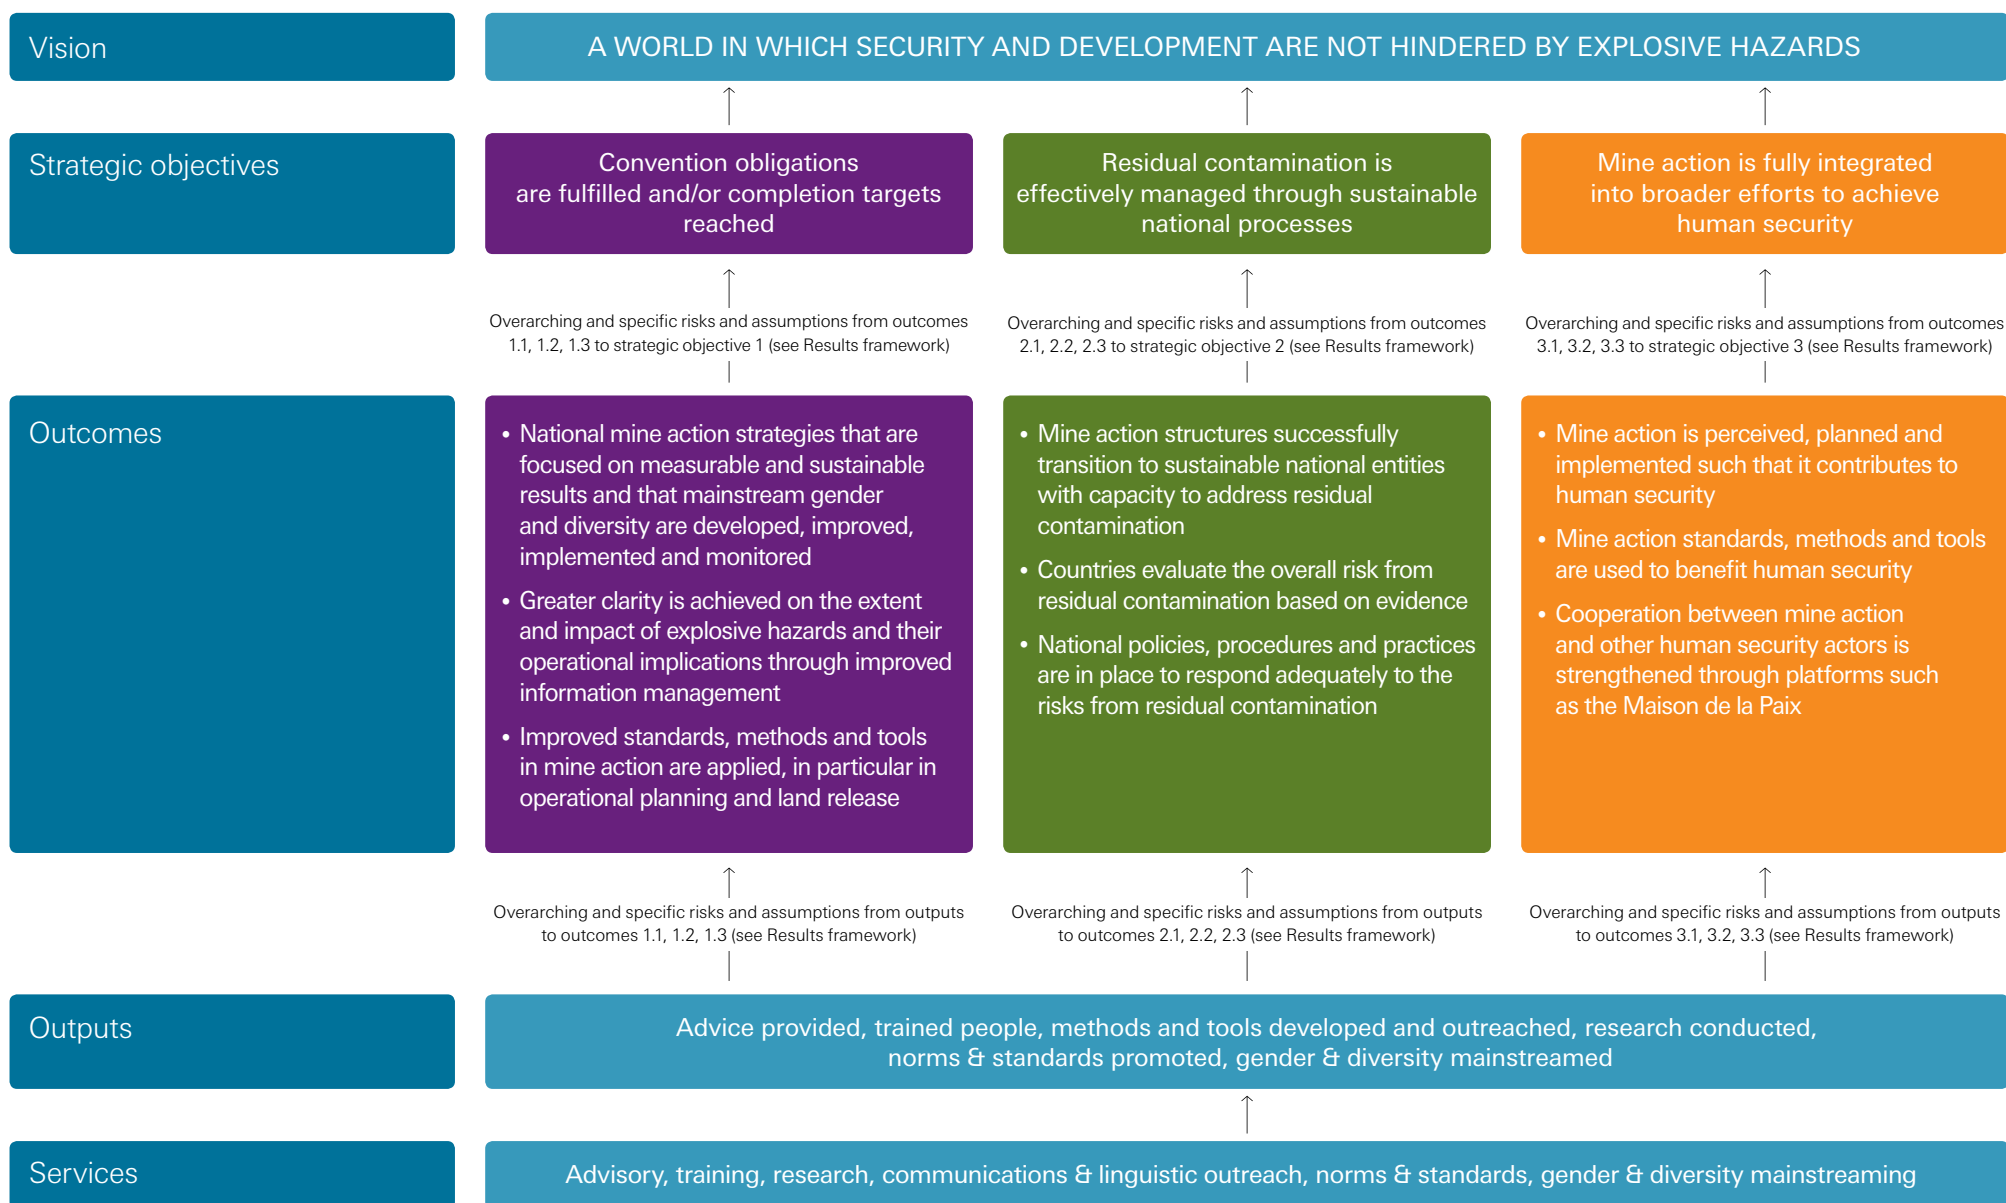 Vision
A WORLD IN WHICH SECURITY AND DEVELOPMENT ARE NOT HINDERED BY EXPLOSIVE HAZARDS
Strategic objectives
Convention obligations
are fulfilled and/or completion targets
reached
Residual contamination is
effectively managed through sustainable
national processes
Mine action is fully integrated
into broader efforts to achieve
human security
Overarching and specific risks and assumptions from outcomes
1.1, 1.2, 1.3 to strategic objective 1 (see Results framework)
Overarching and specific risks and assumptions from outcomes
2.1, 2.2, 2.3 to strategic objective 2 (see Results framework)
Overarching and specific risks and assumptions from outcomes
3.1, 3.2, 3.3 to strategic objective 3 (see Results framework)
Outcomes
• National mine action strategies that are
focused on measurable and sustainable
results and that mainstream gender
and diversity are developed, improved,
implemented and monitored
• Greater clarity is achieved on the extent
and impact of explosive hazards and their
operational implications through improved
information management
• Improved standards, methods and tools
in mine action are applied, in particular in
operational planning and land release
• Mine action structures successfully
transition to sustainable national entities
with capacity to address residual
contamination
• Countries evaluate the overall risk from
residual contamination based on evidence
• National policies, procedures and practices
are in place to respond adequately to the
risks from residual contamination
• Mine action is perceived, planned and
implemented such that it contributes to
human security
• Mine action standards, methods and tools
are used to benefit human security
• Cooperation between mine action
and other human security actors is
strengthened through platforms such
as the Maison de la Paix
Overarching and specific risks and assumptions from outputs
to outcomes 1.1, 1.2, 1.3 (see Results framework)
Overarching and specific risks and assumptions from outputs
to outcomes 2.1, 2.2, 2.3 (see Results framework)
Overarching and specific risks and assumptions from outputs
to outcomes 3.1, 3.2, 3.3 (see Results framework)
Outputs
Advice provided, trained people, methods and tools developed and outreached, research conducted,
norms & standards promoted, gender & diversity mainstreamed
Services
Advisory, training, research, communications & linguistic outreach, norms & standards, gender & diversity mainstreaming